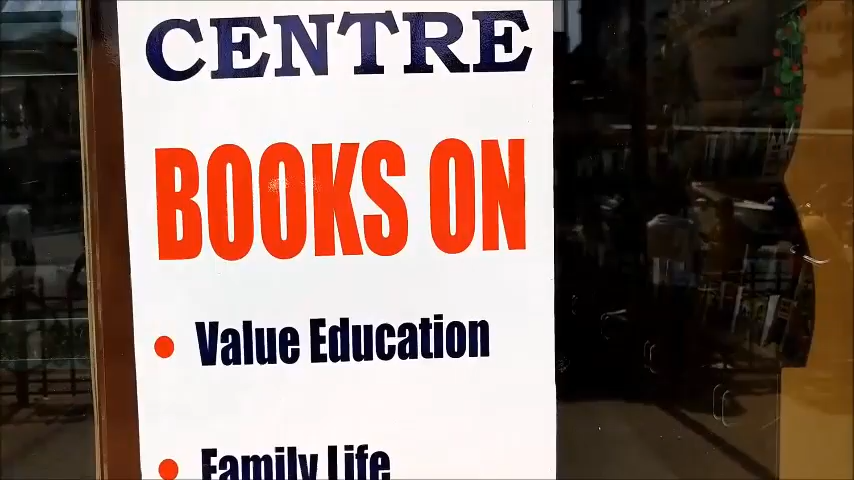 CENTRE
BOOKS ON
• Value Education
• Family Life